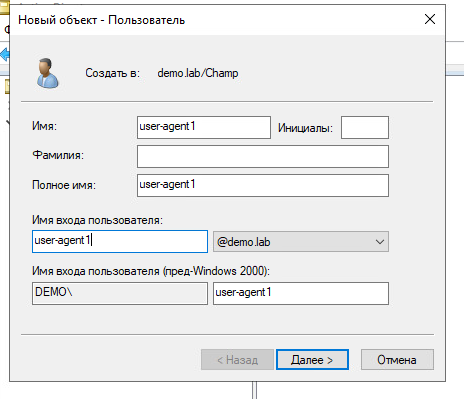 Новый объект - Пользователь
Создать в: demo.lab/Champ
Имя: user-agent1 Инициалы:
Фамилия:
Полное имя: user-agent1
Имя входа пользователя:
user-agent1 @demo.lab
Имя входа пользователя (пред-Windows 2000):
DEMO\ user-agent1
< Назад Далее > Отмена